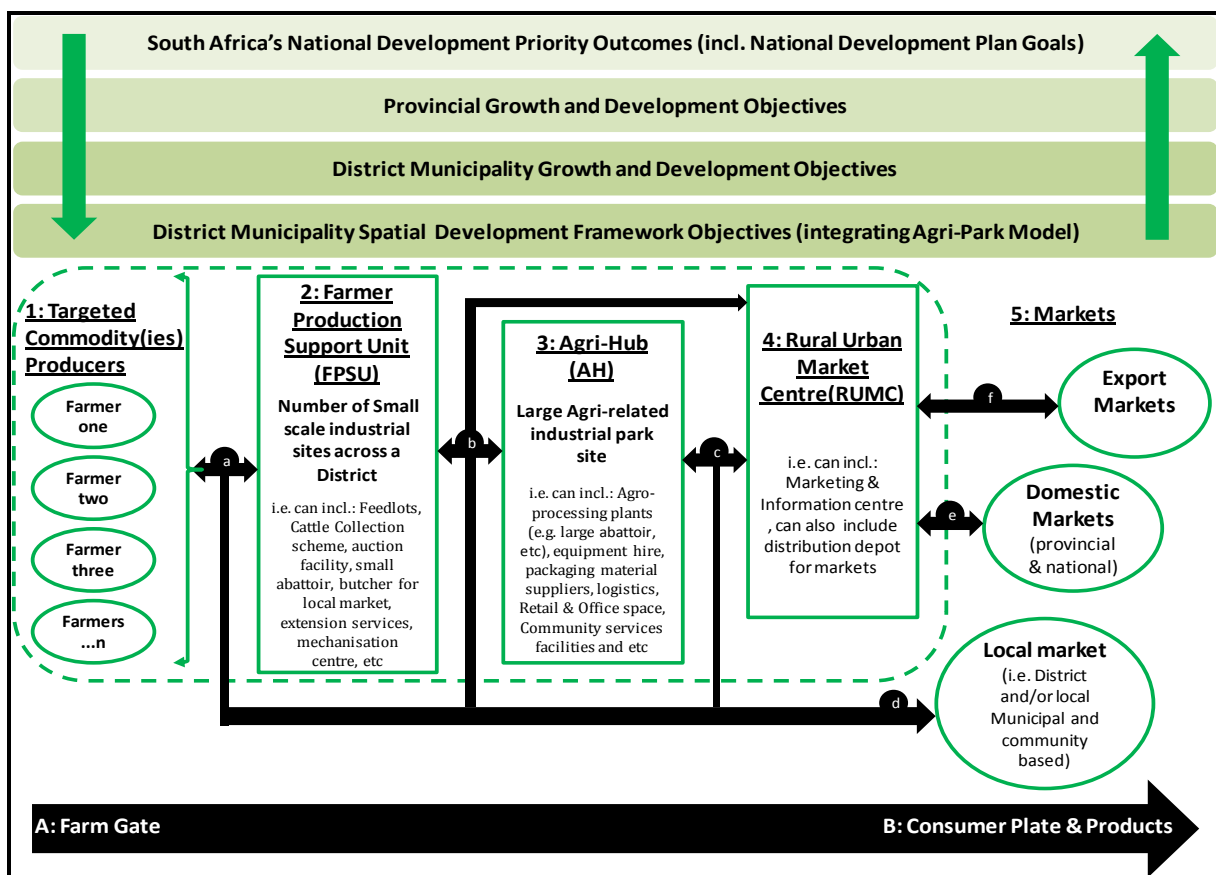 South Africa's National Development Priority Outcomes (incl. National Development Plan Goals)
Provincial Growth and Development Objectives
District Municipality Growth and Development Objectives
District Municipality Spatial Development Framework Objectives (integrating Agri-Park Model)
1: Targeted
Commodity(ies)
Producers
Farmer
one
Farmer
two
Farmer
three
Farmers
...n
a
2: Farmer
Production
Support Unit
(FPSU)
Number of Small
scale industrial
sites across a
District
i.e. can incl.: Feedlots,
Cattle Collection
scheme, auction
facility, small
abattoir, butcher for
local market,
extension services,
mechanisation
centre, etc
b
3: Agri-Hub
(AH)
Large Agri-related
industrial park
site
i.e. can incl.: Agro-
processing plants
(e.g. large abattoir,
etc), equipment hire,
packaging material
suppliers, logistics,
Retail & Office space,
Community services
facilities and etc
c
4: Rural Urban
Market
Centre(RUMC)
i.e. can incl.:
Marketing &
Information centre
, can also include
distribution depot
for markets
5: Markets
f
Export
Markets
e
Domestic
Markets
(provincial
& national)
d
Local market
(i.e. District
and/or local
Municipal and
community
based)
A: Farm Gate
B: Consumer Plate & Products